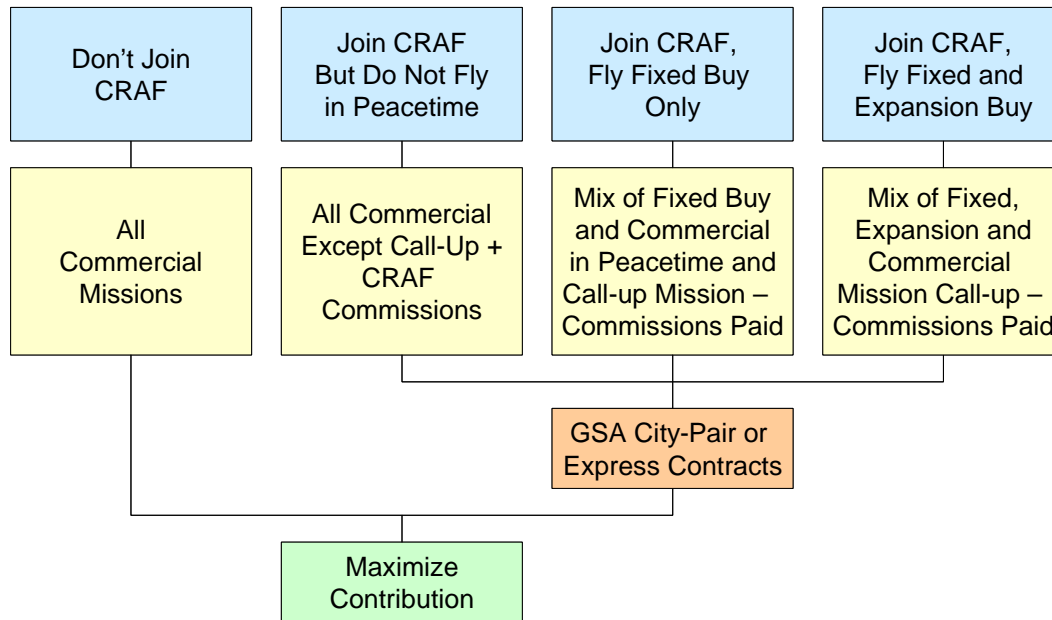 Don’t Join
CRAF
Join CRAF
But Do Not Fly
in Peacetime
Join CRAF,
Fly Fixed Buy
Only
Join CRAF,
Fly Fixed and
Expansion Buy
All
Commercial
Missions
All Commercial
Except Call-Up +
CRAF
Commissions
Mix of Fixed Buy
and Commercial
in Peacetime and
Call-up Mission –
Commissions Paid
Mix of Fixed,
Expansion and
Commercial
Mission Call-up –
Commissions Paid
GSA City-Pair or
Express Contracts
Maximize
Contribution